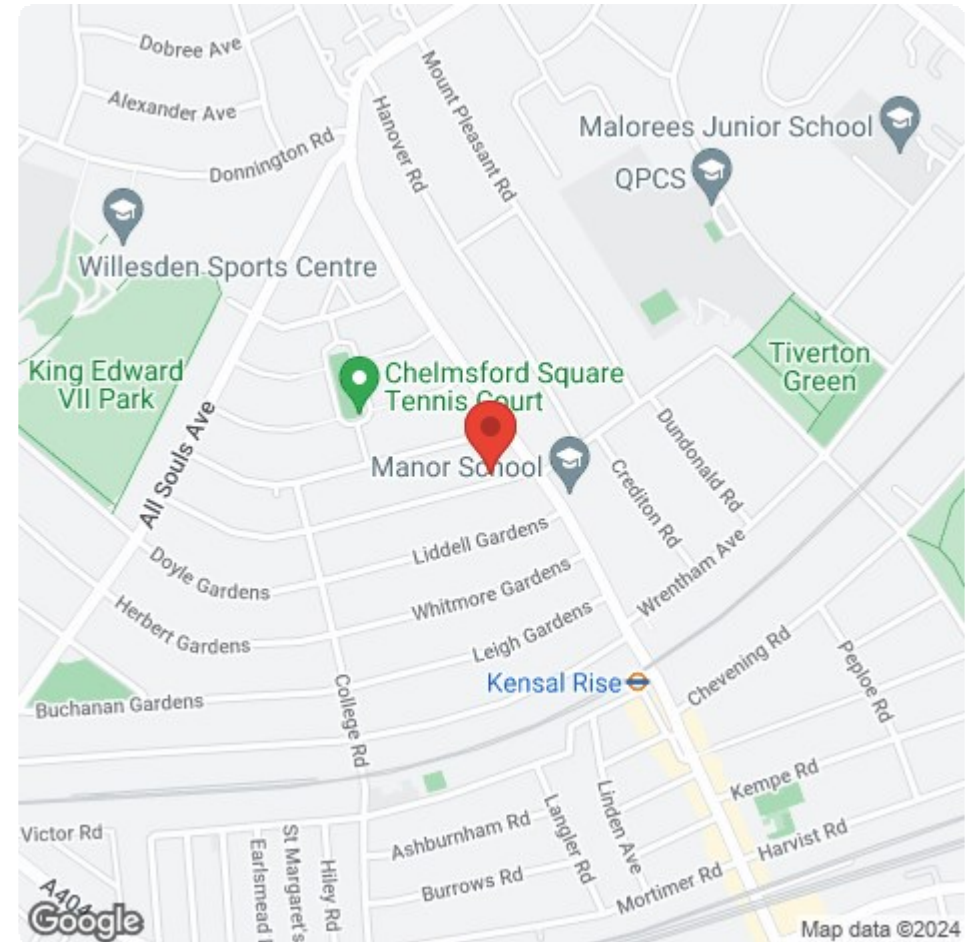 Dobree Ave
Alexander Ave
Donnington Rd
Hanover Rd
Mount Pleasant Rd
Malorees Junior School
QPCS
Willesden Sports Centre
King Edward
VII Park
Chelmsford Square
Tennis Court
Tiverton
Green
All Souls Ave
Manor School
Dundonald Rd
Crediton Rd
Liddell Gardens
Doyle Gardens
Whitmore Gardens
Wrentham Ave
Herbert Gardens
Leigh Gardens
Chevening Rd
Peploe Rd
Kensal Rise
Buchanan Gardens
College Rd
Kempe Rd
Victor Rd
Ashburnham Rd
Langler Rd
Linden Ave
Harvist Rd
St Margaret's
Earlsmead
Hiley Rd
Burrows Rd
Mortimer Rd
A404
Google
Map data ©2024